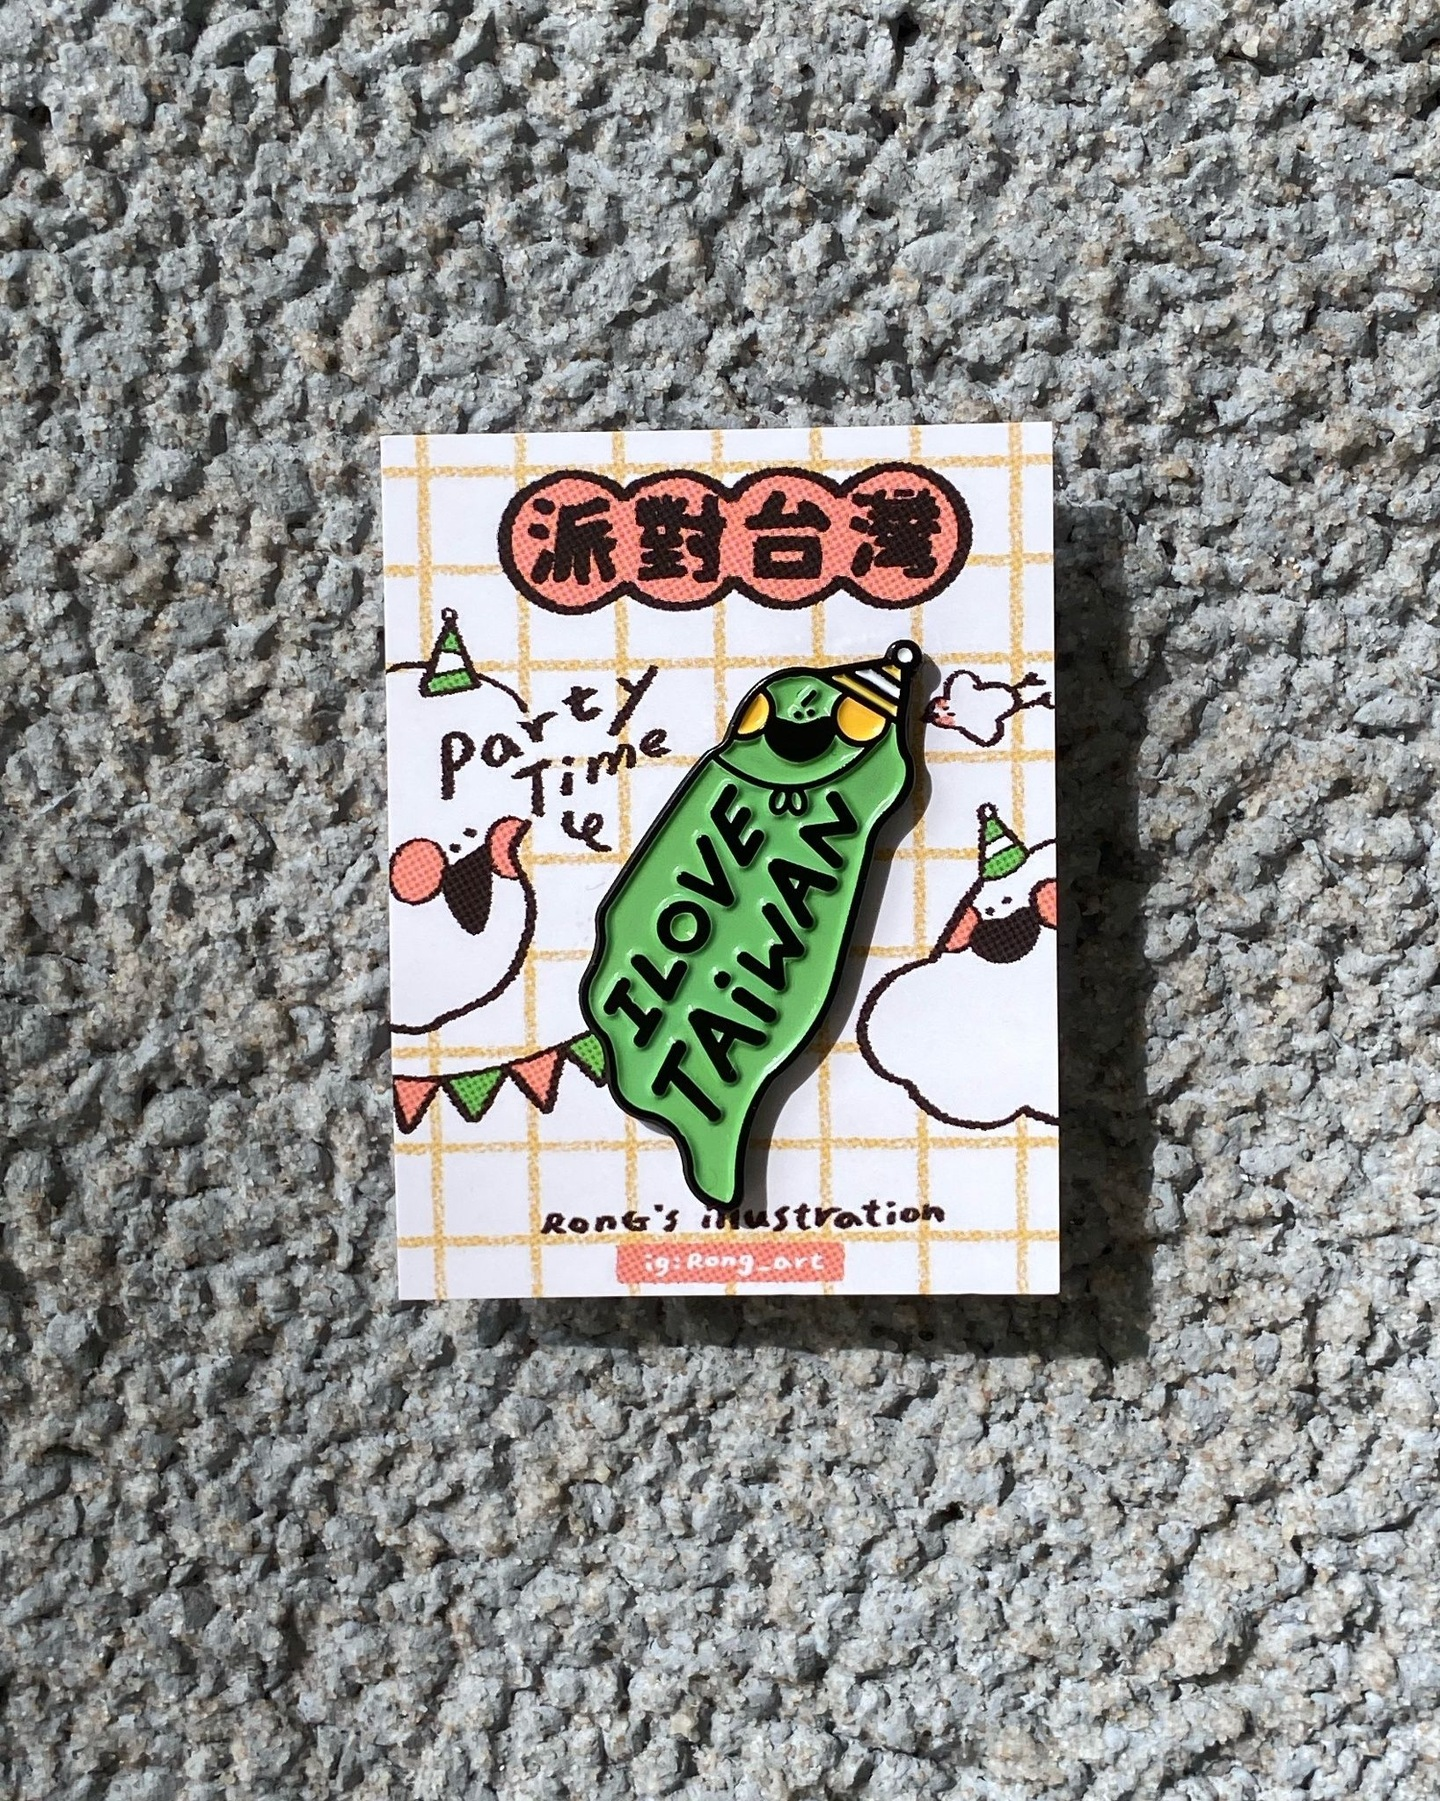 派對台灣
party
Time
I LOVE
TAiWAN
RonG's illustration
ig:Rong_art